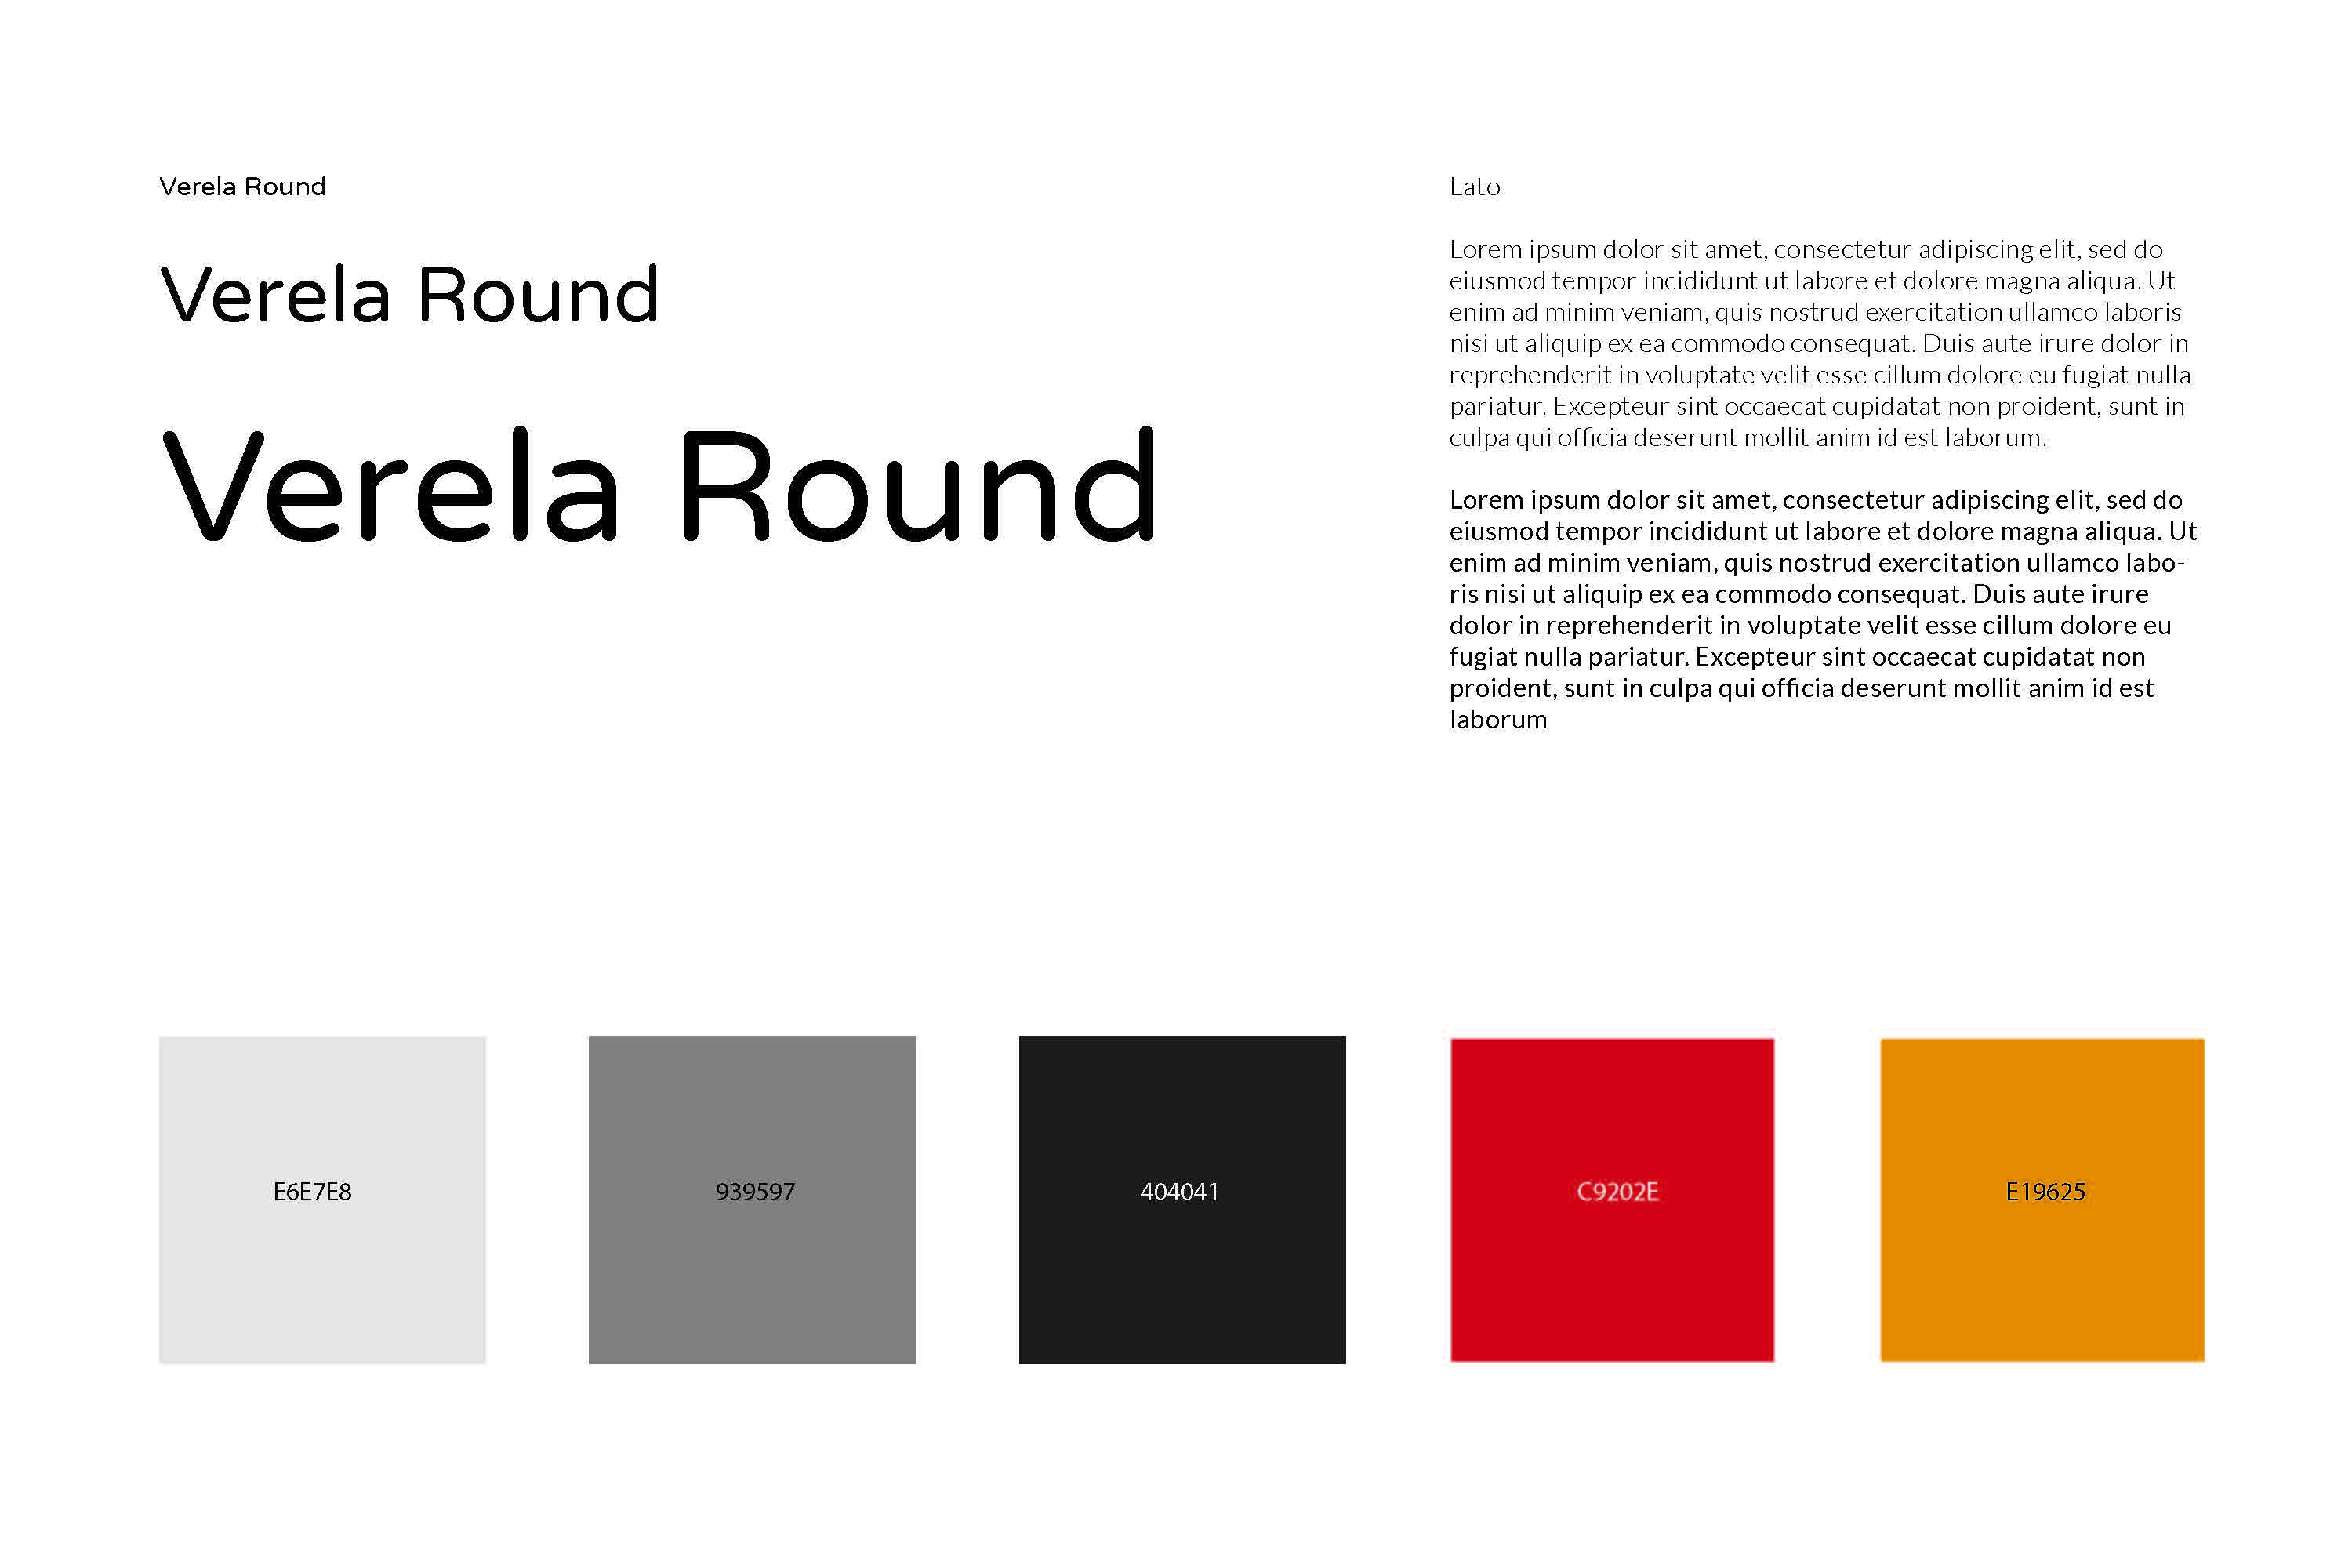 Verela Round
Verela Round
Verela Round
Lato
Lorem ipsum dolor sit amet, consectetur adipiscing elit, sed do
eiusmod tempor incididunt ut labore et dolore magna aliqua. Ut
enim ad minim veniam, quis nostrud exercitation ullamco laboris
nisi ut aliquip ex ea commodo consequat. Duis aute irure dolor in
reprehenderit in voluptate velit esse cillum dolore eu fugiat nulla
pariatur. Excepteur sint occaecat cupidatat non proident, sunt in
culpa qui officia deserunt mollit anim id est laborum.
Lorem ipsum dolor sit amet, consectetur adipiscing elit, sed do
eiusmod tempor incididunt ut labore et dolore magna aliqua. Ut
enim ad minim veniam, quis nostrud exercitation ullamco labo-
ris nisi ut aliquip ex ea commodo consequat. Duis aute irure
dolor in reprehenderit in voluptate velit esse cillum dolore eu
fugiat nulla pariatur. Excepteur sint occaecat cupidatat non
proident, sunt in culpa qui officia deserunt mollit anim id est
laborum
E6E7E8
939597
404041
C9202E
E19625